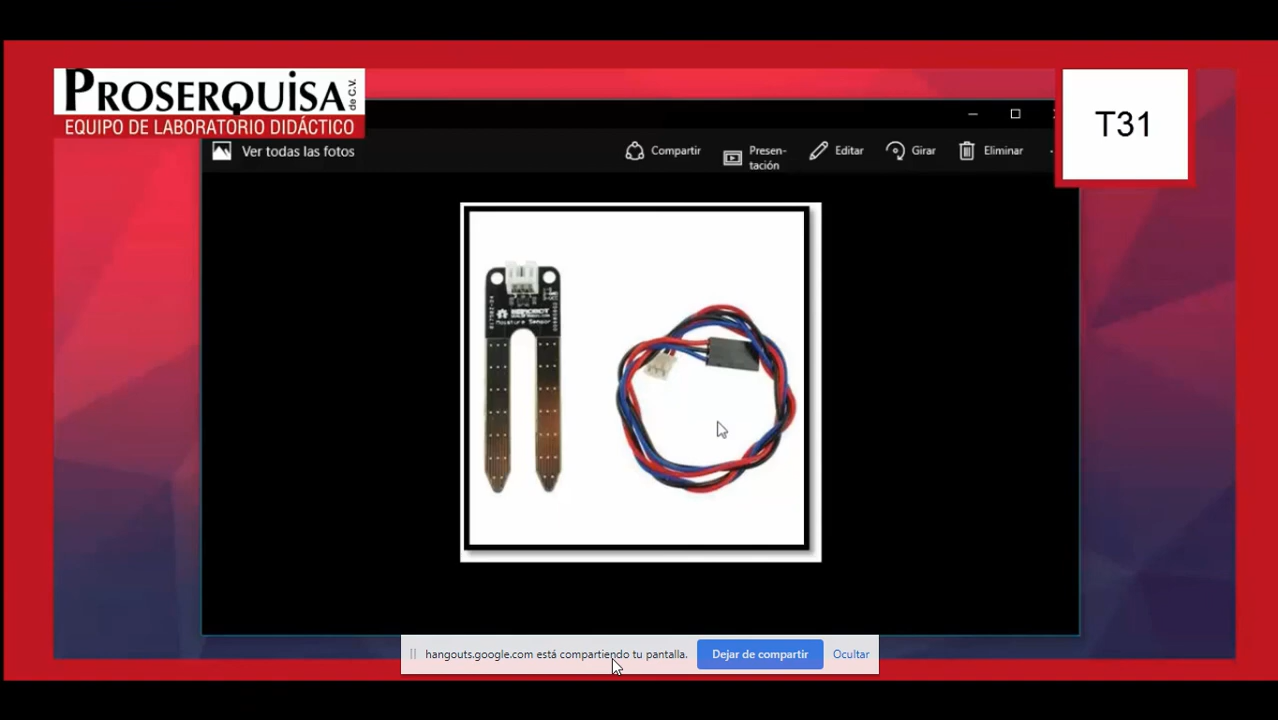 PROSERQUISA
de C.V.
EQUIPO DE LABORATORIO DIDÁCTICO
T31
Ver todas las fotos
Compartir
Presen-
tación
Editar
Girar
Eliminar
Moisture Sensor
hangouts.google.com está compartiendo tu pantalla.
Dejar de compartir
Ocultar